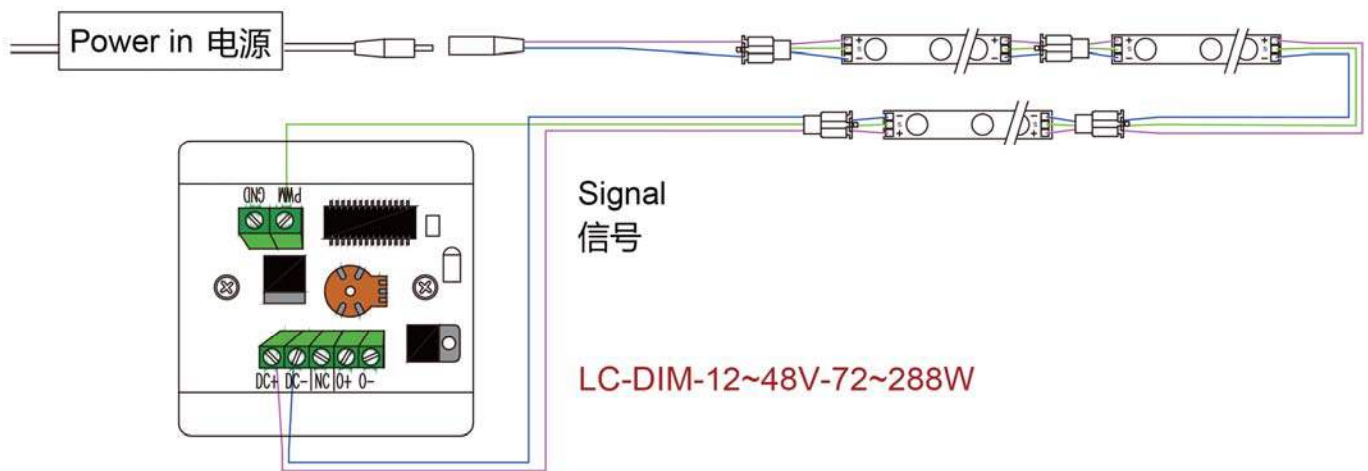 Power in 电源
+
S
-
+
S
-
-
S
+
-
S
+
+
S
-
+
S
-
GND PWM
Signal
信号
DC+ DC- NC O+ O-
LC-DIM-12~48V-72~288W